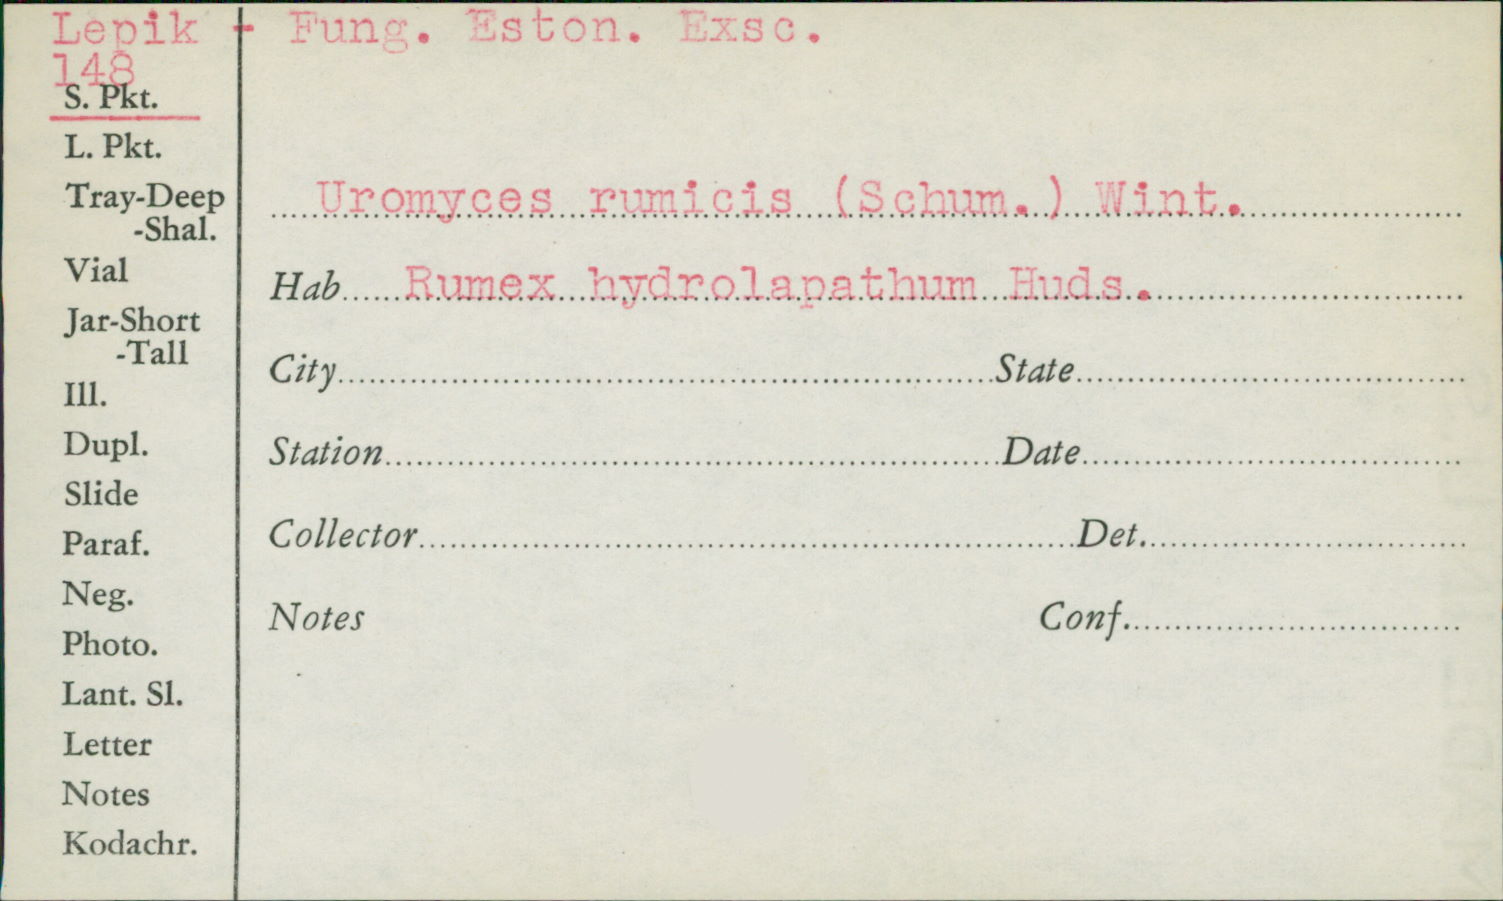 Lepik - Fung. Eston. Exsc.
148
S. Pkt.
L. Pkt.
Tray-Deep
-Shal.
Vial
Jar-Short
-Tall
Ill.
Dupl.
Slide
Paraf.
Neg.
Photo.
Lant. Sl.
Letter
Notes
Kodachr.
Uromyces rumicis (Schum.) Wint.
Hab Rumex hydrolapathum Huds.
City State
Station Date
Collector Det.
Notes Conf.